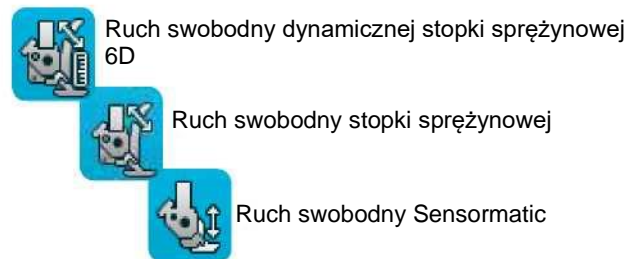 Ruch swobodny dynamicznej stopki sprężynowej
6D
Ruch swobodny stopki sprężynowej
Ruch swobodny Sensormatic